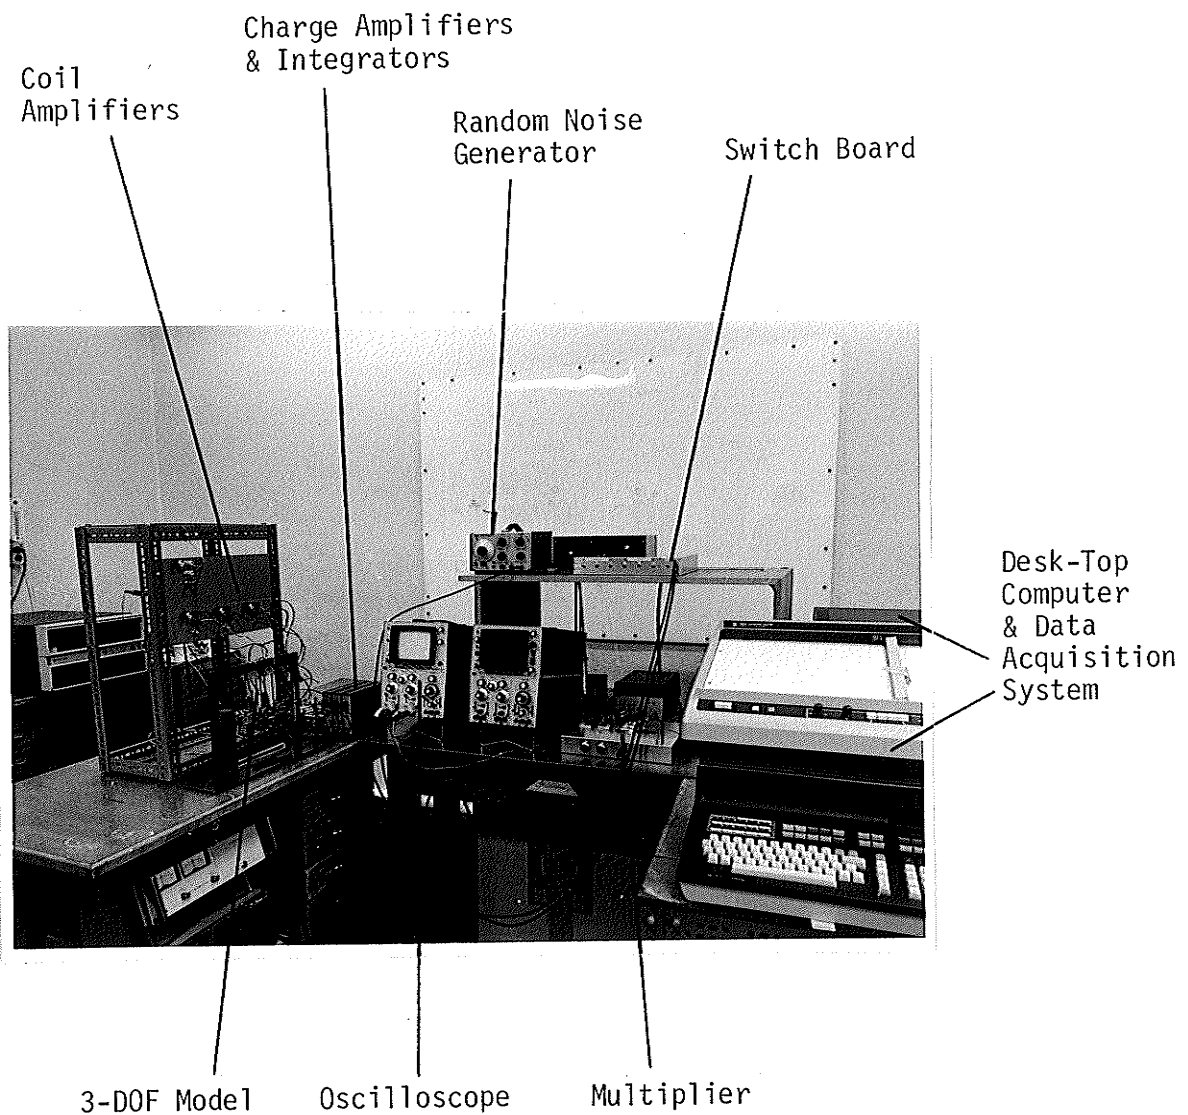 Charge Amplifiers
& Integrators
Coil
Amplifiers
Random Noise
Generator
Switch Board
Desk-Top
Computer
& Data
Acquisition
System
3-DOF Model
Oscilloscope
Multiplier